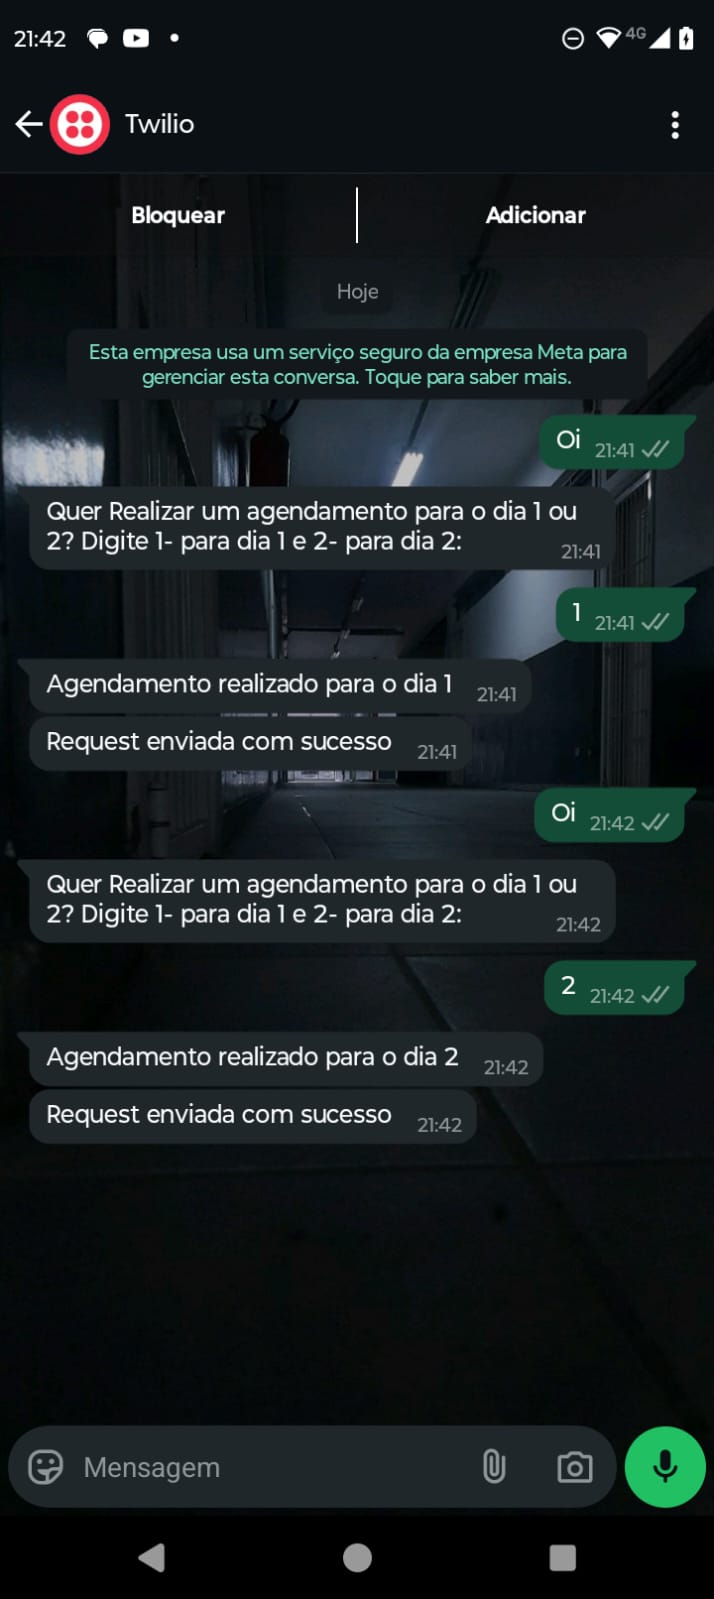 21:42
4G
Twilio
Bloquear
Adicionar
Hoje
Esta empresa usa um serviço seguro da empresa Meta para
gerenciar esta conversa. Toque para saber mais.
Oi 21:41
Quer Realizar um agendamento para o dia 1 ou
2? Digite 1- para dia 1 e 2- para dia 2:
21:41
1 21:41
Agendamento realizado para o dia 1 21:41
Request enviada com sucesso 21:41
Oi 21:42
Quer Realizar um agendamento para o dia 1 ou
2? Digite 1- para dia 1 e 2- para dia 2:
21:42
2 21:42
Agendamento realizado para o dia 2 21:42
Request enviada com sucesso 21:42
Mensagem